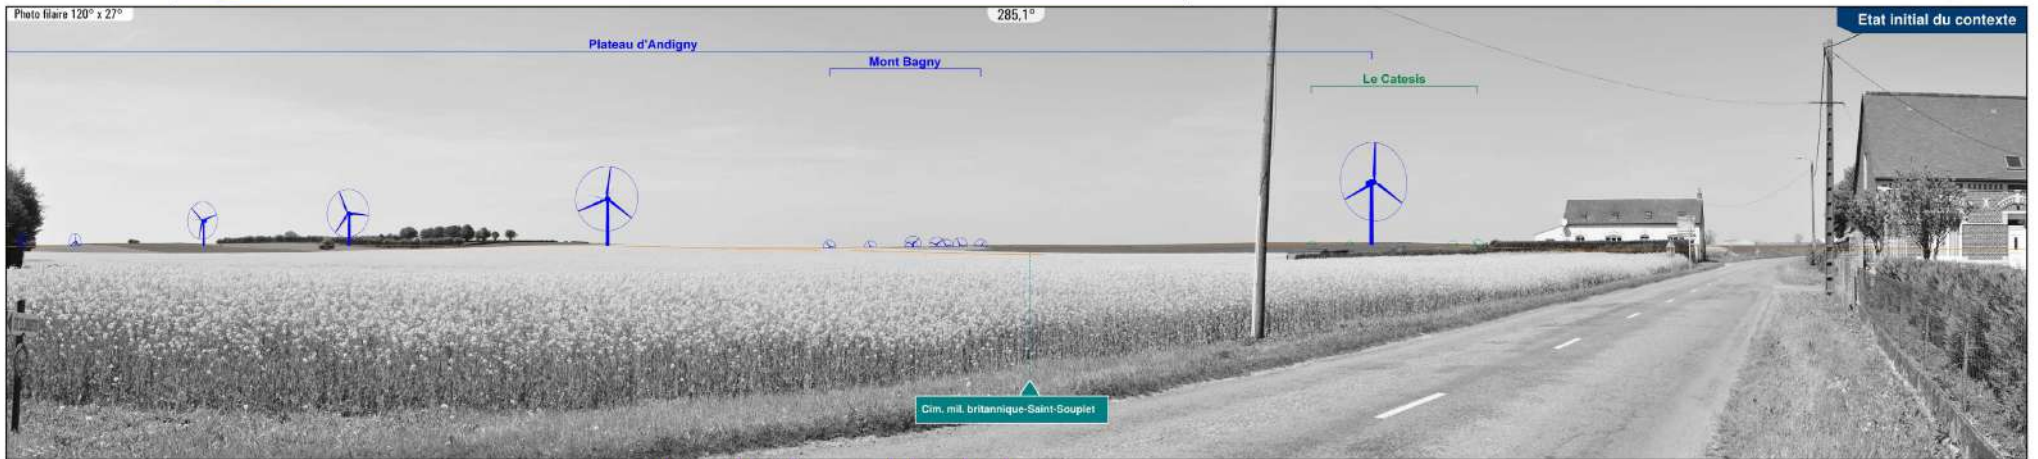 Photo filaire 120° x 27°
285,1°
Etat initial du contexte
Plateau d'Andigny
Mont Bagny
Le Catesis
Cim. mil. britannique-Saint-Souplet